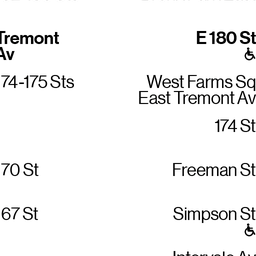 Tremont
Av
E 180 St
74-175 Sts
West Farms Sq
East Tremont Av
174 St
70 St
Freeman St
67 St
Simpson St
Intervale Av